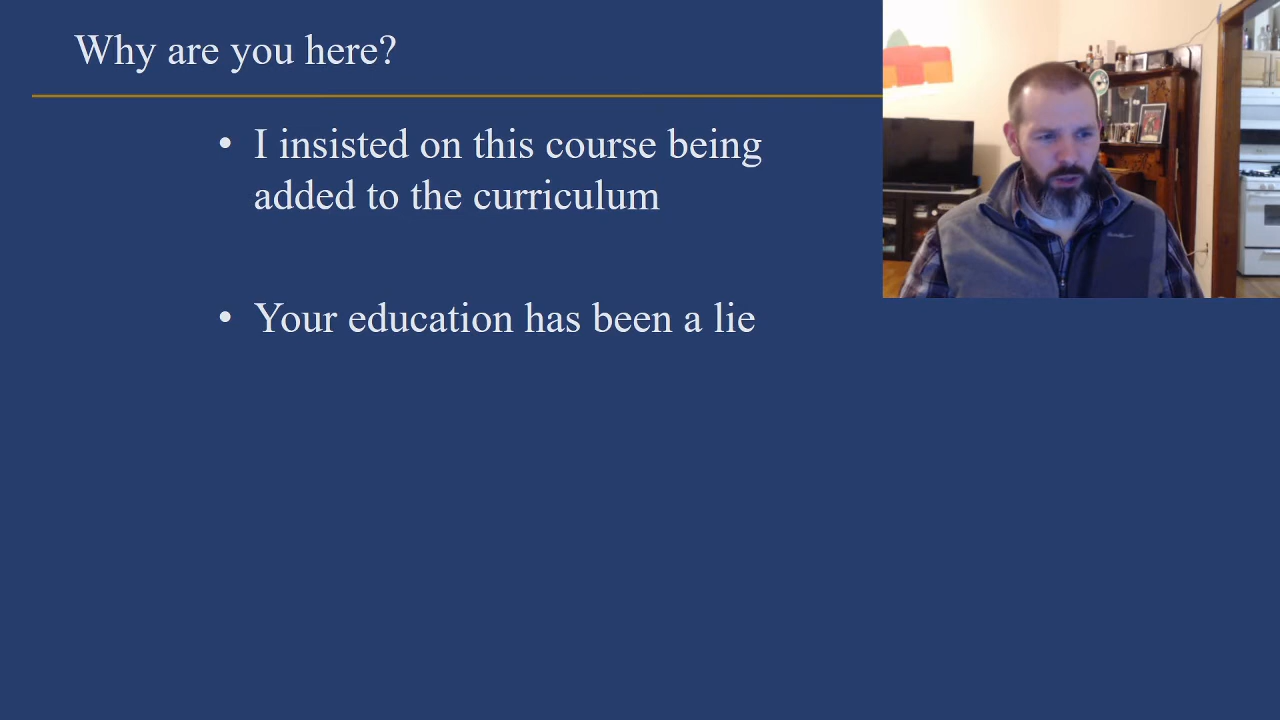 Why are you here?
• I insisted on this course being
added to the curriculum
• Your education has been a lie